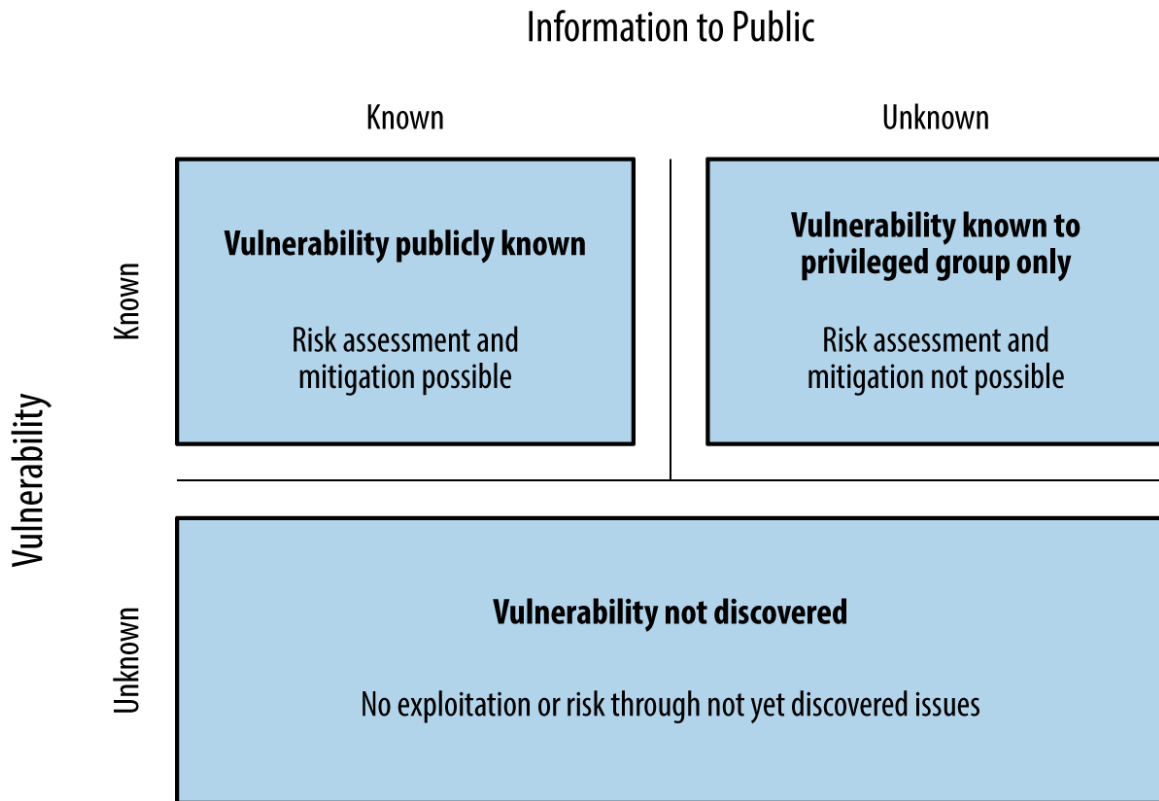 Information to Public
Known
Unknown
Vulnerability
Known
Vulnerability publicly known
Risk assessment and
mitigation possible
Vulnerability known to
privileged group only
Risk assessment and
mitigation not possible
Unknown
Vulnerability not discovered
No exploitation or risk through not yet discovered issues